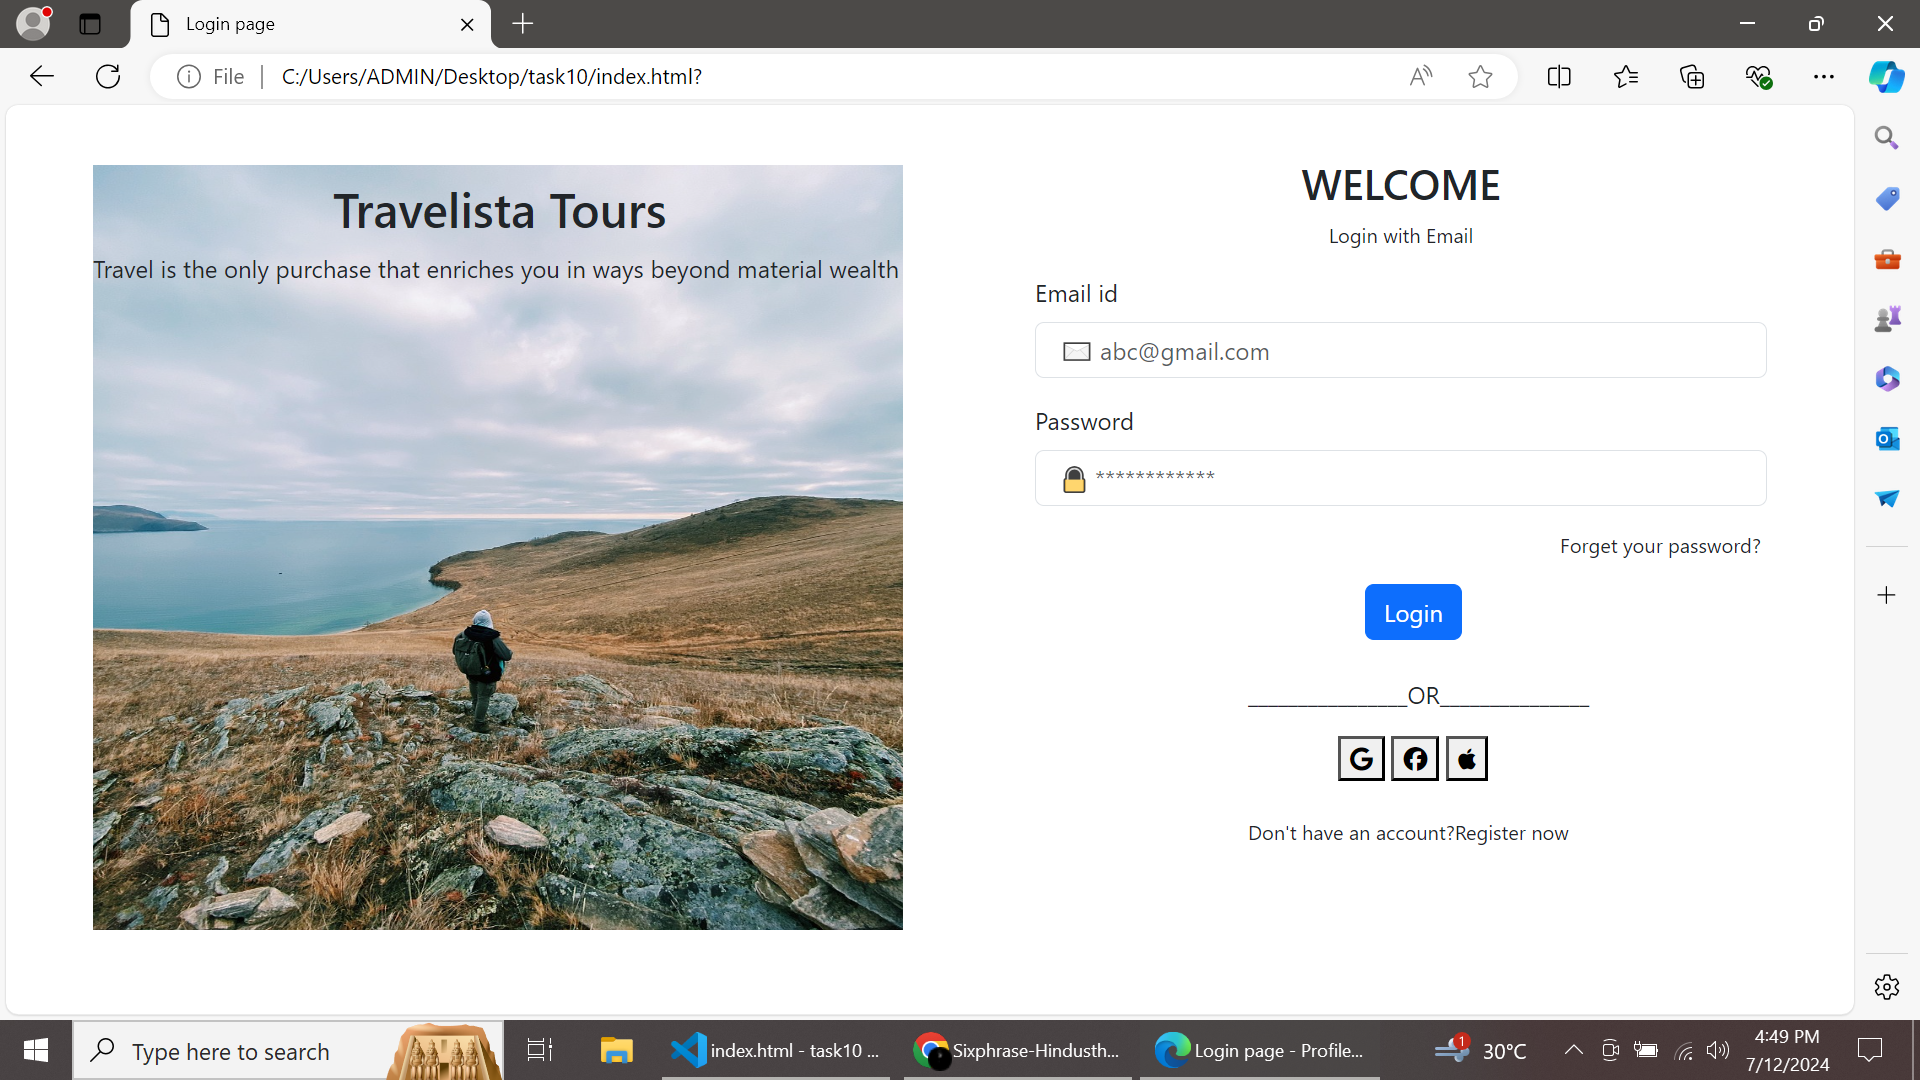 Login page
File
C:/Users/ADMIN/Desktop/task10/index.html?
Travelista Tours
Travel is the only purchase that enriches you in ways beyond material wealth
WELCOME
Login with Email
Email id
abc@gmail.com
Password
************
Forget your password?
Login
________________OR_______________
Don't have an account?Register now
Type here to search
index.html - task10 ...
Sixphrase-Hindusth...
Login page - Profile...
1
30°C
4:49 PM
7/12/2024